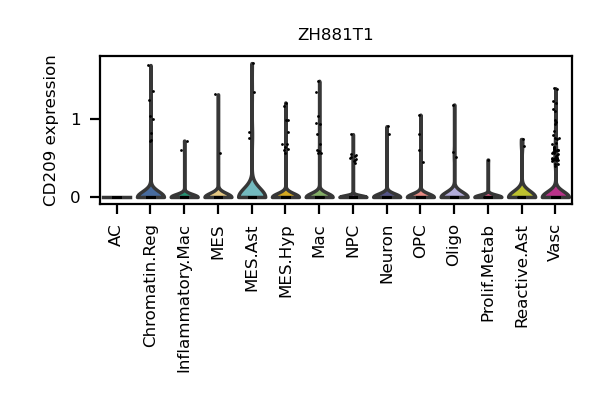 ZH881T1
CD209 expression
1
0
AC
Chromatin.Reg
Inflammatory.Mac
MES
MES.Ast
MES.Hyp
Mac
NPC
Neuron
OPC
Oligo
Prolif.Metab
Reactive.Ast
Vasc